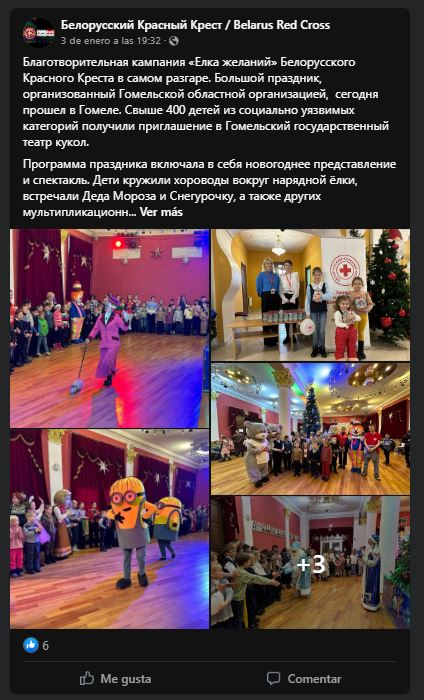 Белорусский Красный Крест / Belarus Red Cross
3 de enero a las 19:32 ·
Благотворительная кампания «Елка желаний» Белорусского
Красного Креста в самом разгаре. Большой праздник,
организованный Гомельской областной организацией, сегодня
прошел в Гомеле. Свыше 400 детей из социально уязвимых
категорий получили приглашение в Гомельский государственный
театр кукол.
Программа праздника включала в себя новогоднее представление
и спектакль. Дети кружили хороводы вокруг нарядной ёлки,
встречали Деда Мороза и Снегурочку, а также других
мультипликационн... Ver más
+3
6
Me gusta
Comentar